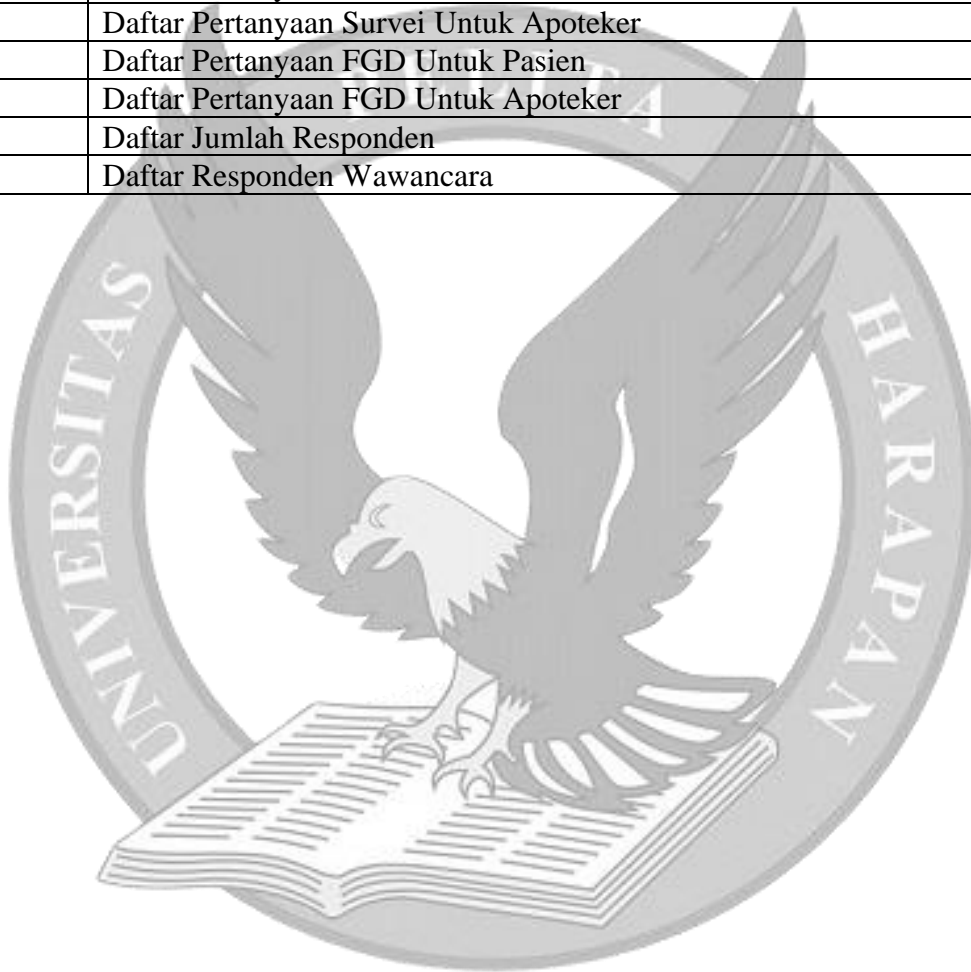 Daftar Pertanyaan Survei Untuk Apoteker
Daftar Pertanyaan FGD Untuk Pasien
Daftar Pertanyaan FGD Untuk Apoteker
Daftar Jumlah Responden
Daftar Responden Wawancara
UNIVERSITAS PELITA HARAPAN